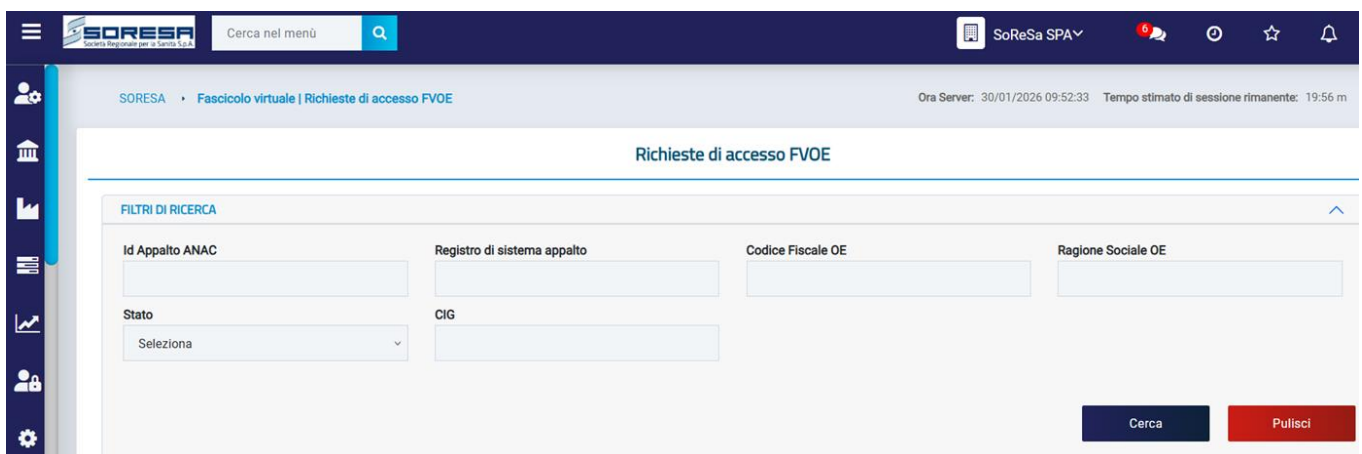 SORESA
Società Regionale per la Sanità S.p.A.
Cerca nel menù
SoReSa SPA
6
SORESA • Fascicolo virtuale | Richieste di accesso FVOE
Ora Server: 30/01/2026 09:52:33 Tempo stimato di sessione rimanente: 19:56 m
Richieste di accesso FVOE
FILTRI DI RICERCA
Id Appalto ANAC
Registro di sistema appalto
Codice Fiscale OE
Ragione Sociale OE
Stato
CIG
Seleziona
Cerca
Pulisci